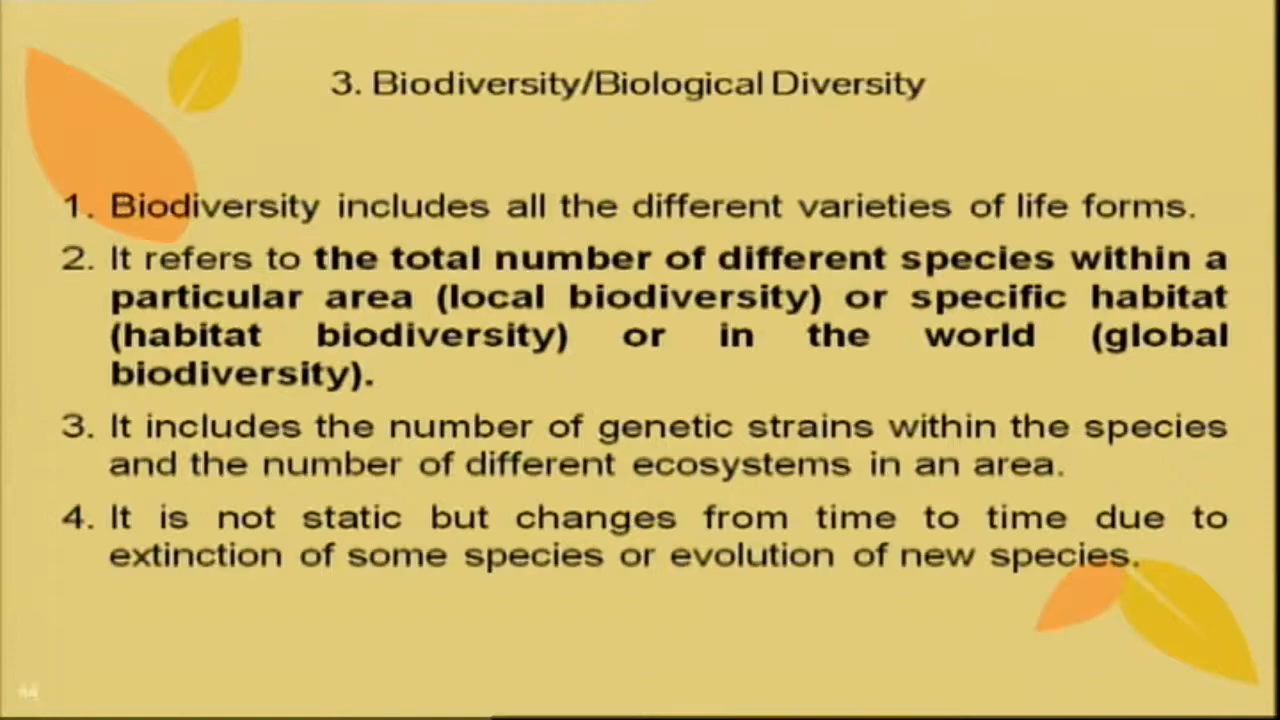 3. Biodiversity/Biological Diversity
1. Biodiversity includes all the different varieties of life forms.
2. It refers to the total number of different species within a
particular area (local biodiversity) or specific habitat
(habitat biodiversity) or in the world (global
biodiversity).
3. It includes the number of genetic strains within the species
and the number of different ecosystems in an area.
4. It is not static but changes from time to time due to
extinction of some species or evolution of new species.